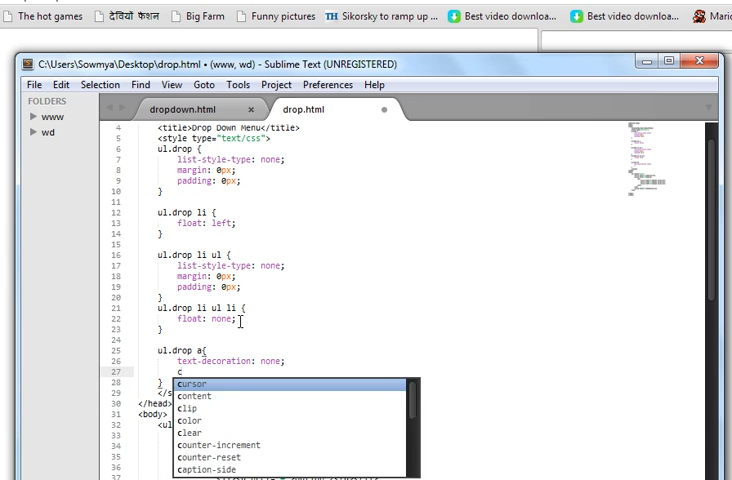 The hot games देवियों फैशन Big Farm Funny pictures TH Sikorsky to ramp up ... Best video downloa... Best video downloa... Mari
C:\Users\Sowmya\Desktop\drop.html • (www, wd) - Sublime Text (UNREGISTERED)
File Edit Selection Find View Goto Tools Project Preferences Help
FOLDERS
www
wd
dropdown.html × drop.html
4 <title>Drop Down Menu</title>
5 <style type="text/css">
6 ul.drop {
7 list-style-type: none;
8 margin: 0px;
9 padding: 0px;
10 }
11
12 ul.drop li {
13 float: left;
14 }
15
16 ul.drop li ul {
17 list-style-type: none;
18 margin: 0px;
19 padding: 0px;
20 }
21 ul.drop li ul li {
22 float: none;
23 }
24
25 ul.drop a{
26 text-decoration: none;
27 c
28 }
29 </s
30 </head>
31 <body>
32 <ul
33
34
35
36
37
cursor
content
clip
color
clear
counter-increment
counter-reset
caption-side